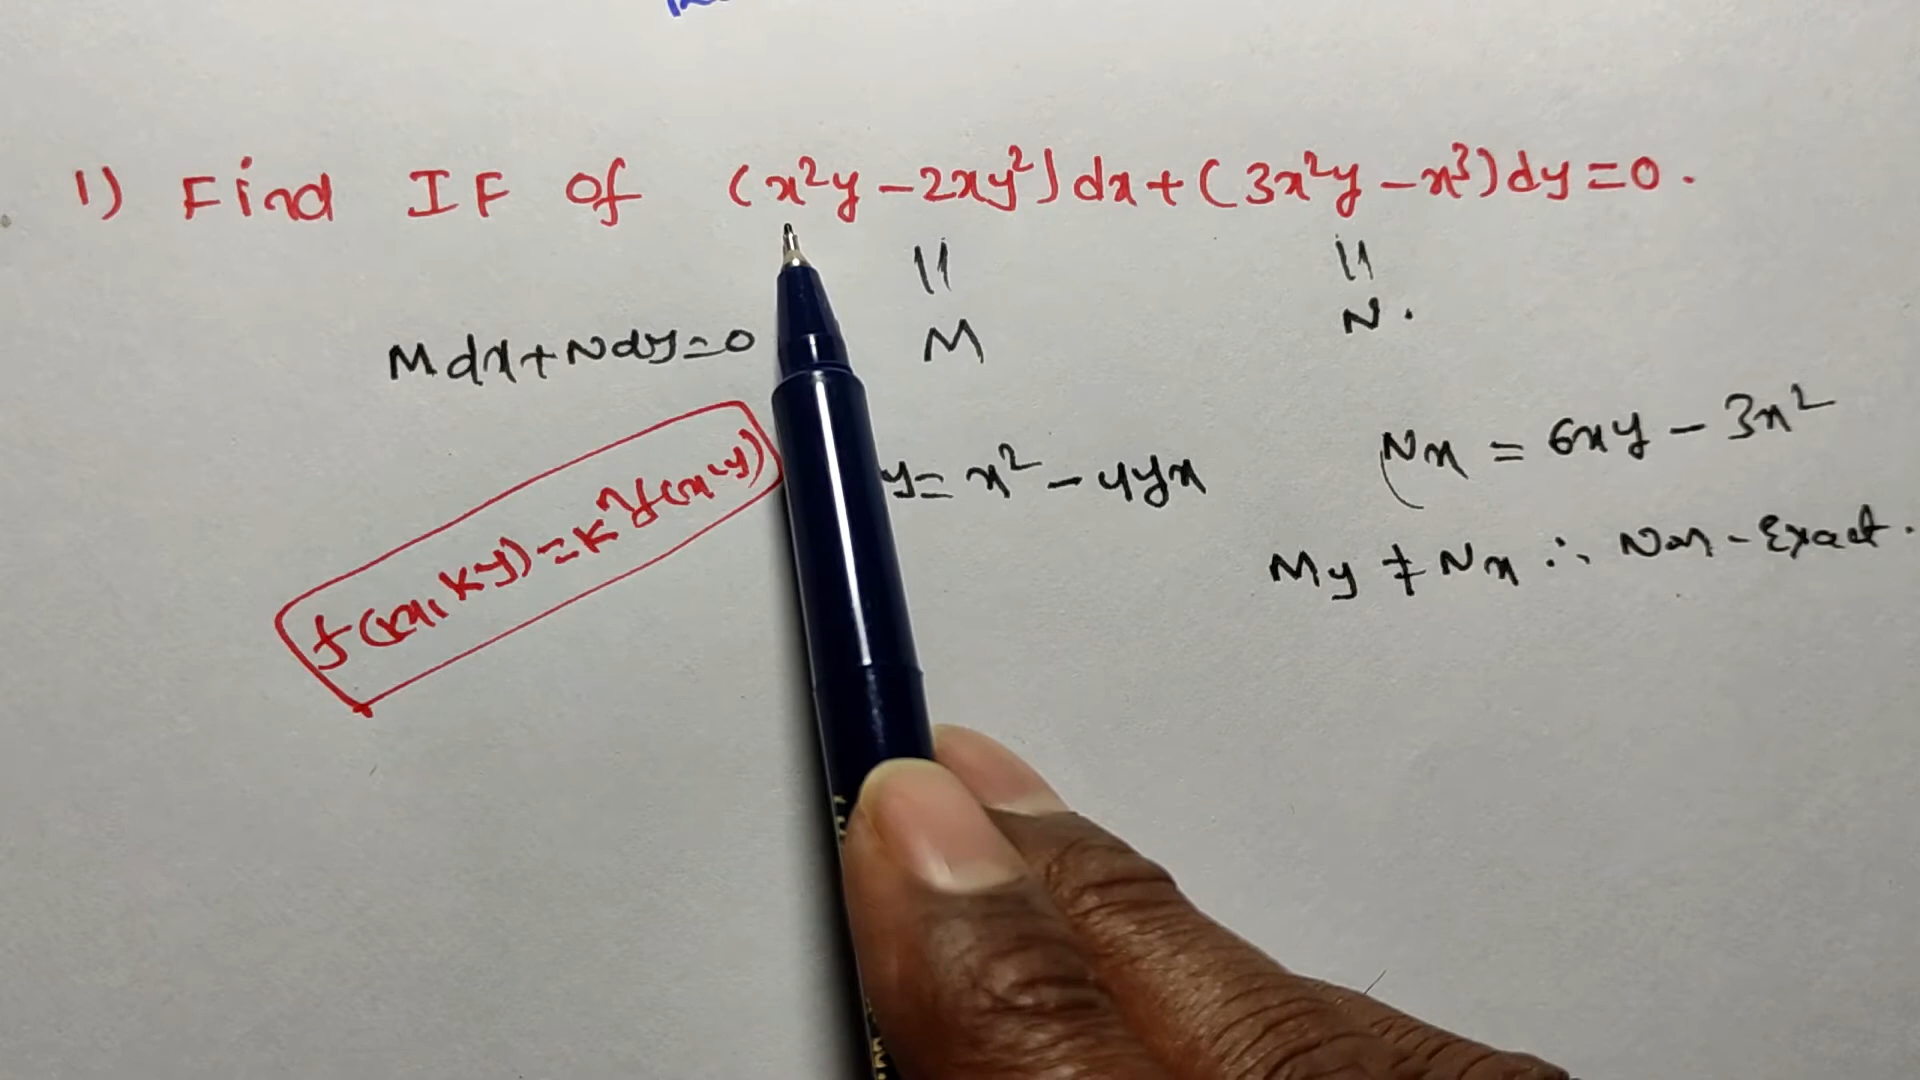 1) Find IF of (x²y - 2xy²)dx + (3x²y - x³)dy = 0.
|| ||
M N.
Mdx + Ndy = 0
y = x² - 4yx
Nx = 6xy - 3x²
f(kx, ky) = kⁿf(x,y)
My ≠ Nx ∴ Non-Exact.